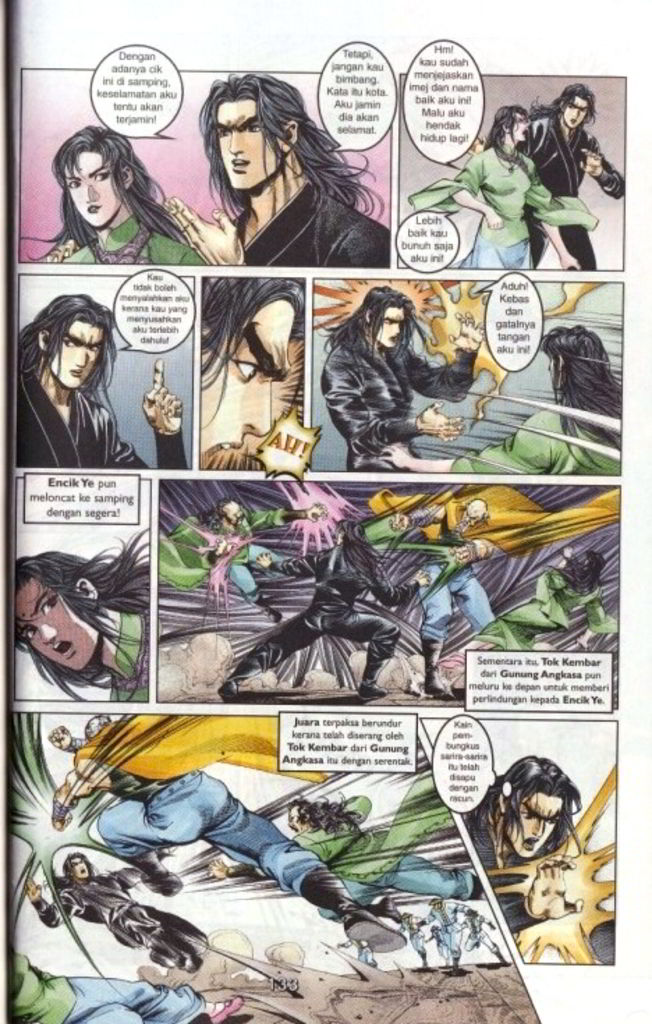 Dengan
adanya cik
ini di samping,
keselamatan aku
tentu akan
terjamin!
Tetapi,
jangan kau
bimbang.
Kata itu kota.
Aku jamin
dia akan
selamat.
Hm!
kau sudah
menjejaskan
imej dan nama
baik aku ini!
Malu aku
hendak
hidup lagi!
Lebih
baik kau
bunuh saja
aku ini!
Kau
tidak boleh
menyalahkan aku
kerana kau yang
menyusahkan
aku terlebih
dahulu!
AH!
Aduh!
Kebas
dan
gatalnya
tangan
aku ini!
Encik Ye pun
meloncat ke samping
dengan segera!
Sementara itu, Tok Kembar
dari Gunung Angkasa pun
meluru ke depan untuk memberi
perlindungan kepada Encik Ye.
Juara terpaksa berundur
kerana telah diserang oleh
Tok Kembar dari Gunung
Angkasa itu dengan serentak.
Kain
pem-
bungkus
sarira-sarira
itu telah
disapu
dengan
racun.
133